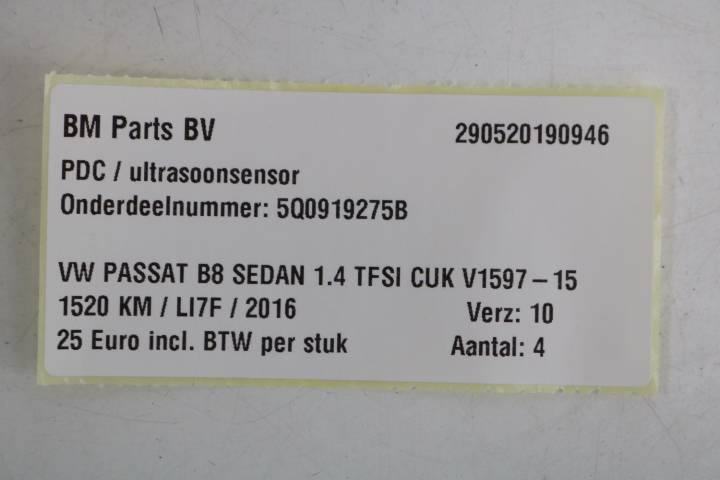 BM Parts BV 290520190946
PDC / ultrasoonsensor
Onderdeelnummer: 5Q0919275B
VW PASSAT B8 SEDAN 1.4 TFSI CUK V1597 – 15
1520 KM / LI7F / 2016 Verz: 10
25 Euro incl. BTW per stuk Aantal: 4